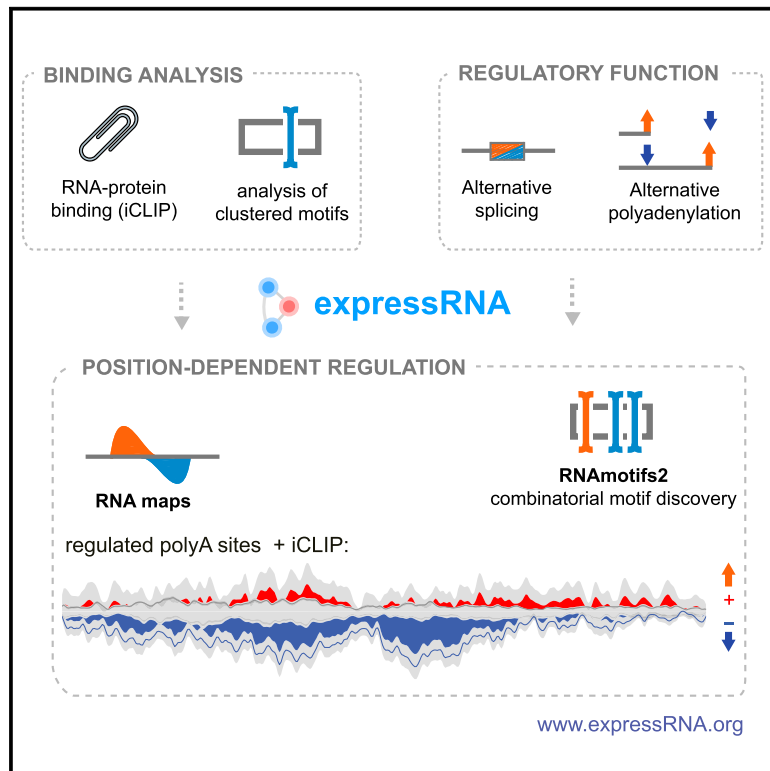 BINDING ANALYSIS
RNA-protein
binding (iCLIP)
analysis of
clustered motifs
REGULATORY FUNCTION
Alternative
splicing
Alternative
polyadenylation
expressRNA
POSITION-DEPENDENT REGULATION
RNA maps
RNAmotifs2
combinatorial motif discovery
regulated polyA sites + iCLIP:
+
–
www.expressRNA.org